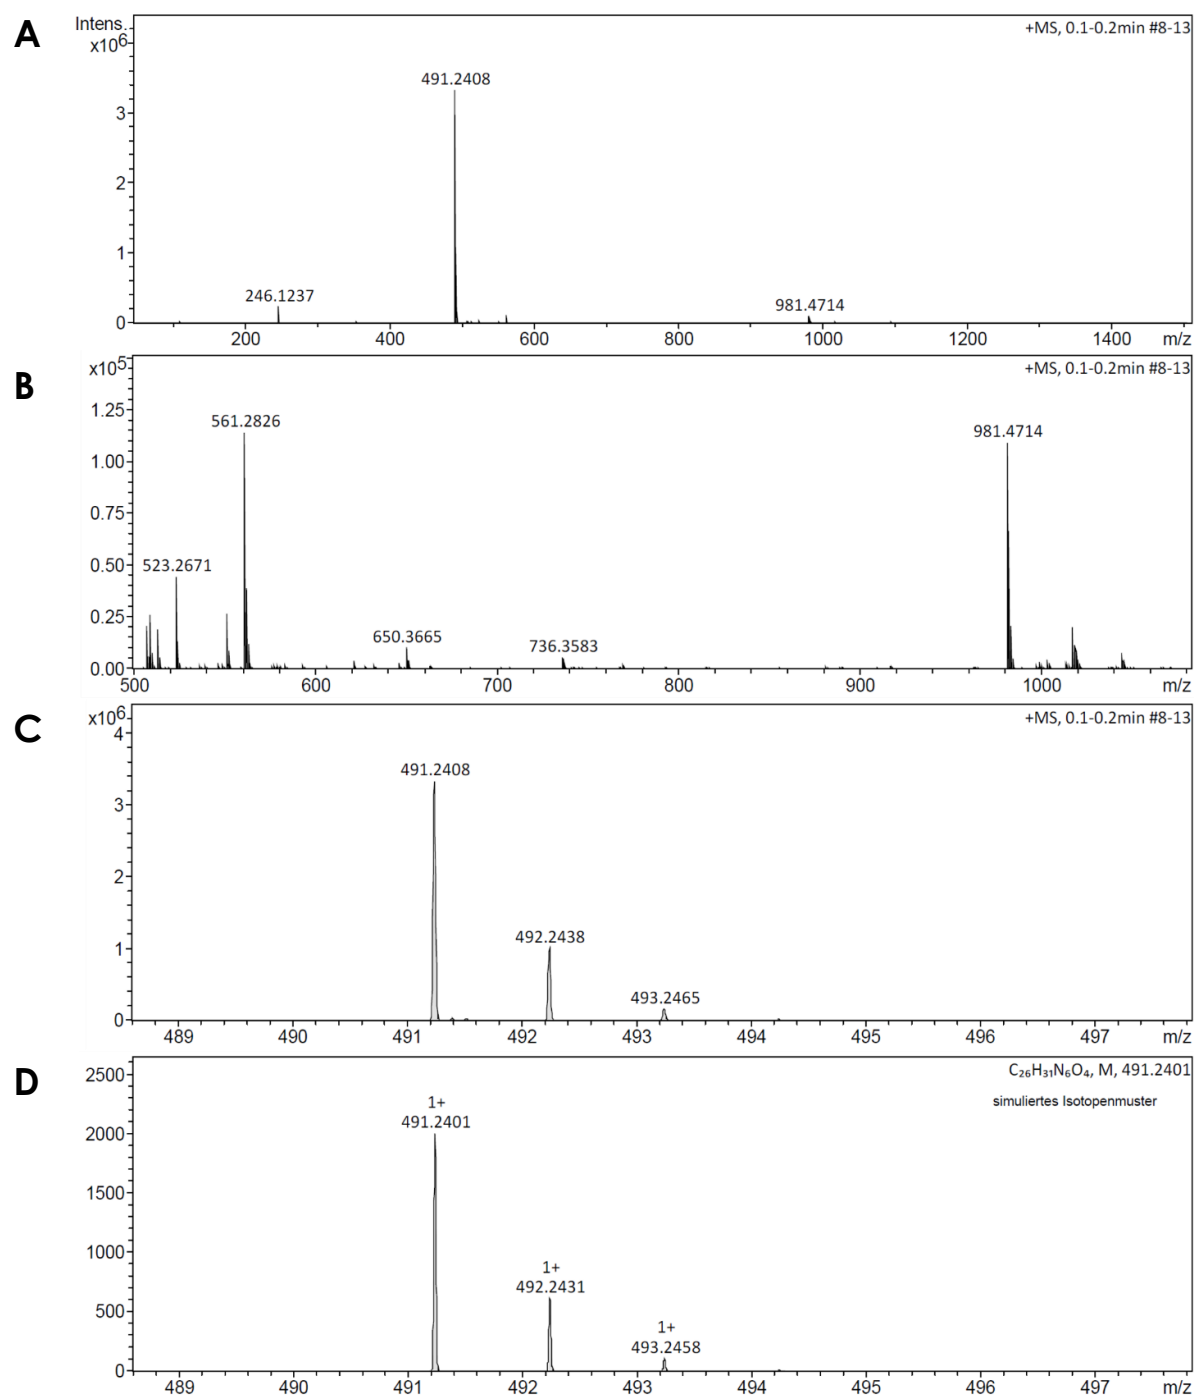 A
Intens.
x10⁶
+MS, 0.1-0.2min #8-13
491.2408
3
2
1
246.1237
981.4714
0
200 400 600 800 1000 1200 1400 m/z
B
x10⁵
+MS, 0.1-0.2min #8-13
561.2826
981.4714
1.25
1.00
0.75
523.2671
0.50
0.25
650.3665
736.3583
0.00
500 600 700 800 900 1000 m/z
C
x10⁶
+MS, 0.1-0.2min #8-13
4
491.2408
3
2
492.2438
1
493.2465
0
489 490 491 492 493 494 495 496 497 m/z
D
C₂₆H₃₁N₆O₄, M, 491.2401
simuliertes Isotopenmuster
2500
1+
491.2401
2000
1500
1000
1+
492.2431
500
1+
493.2458
0
489 490 491 492 493 494 495 496 497 m/z